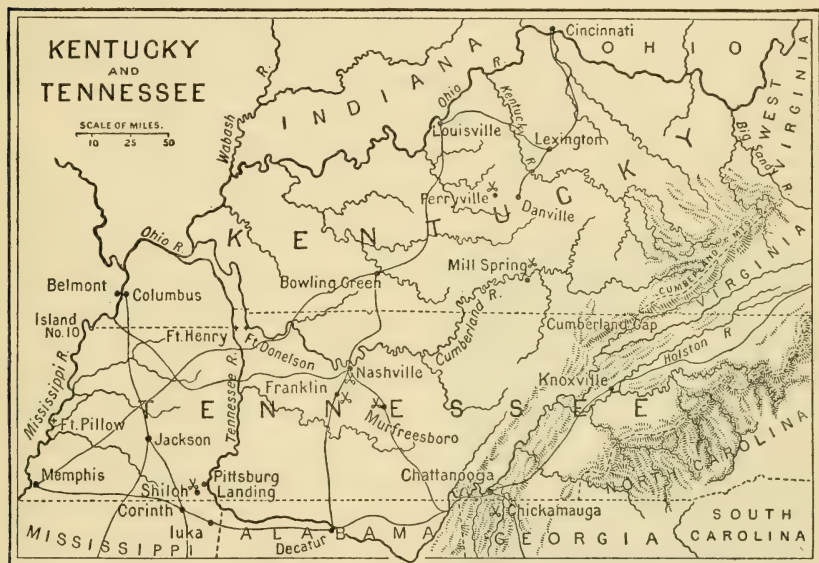 KENTUCKY
AND
TENNESSEE
SCALE OF MILES.
10 25 50
Cincinnati
OHIO
INDIANA
WEST
VIRGINIA
Wabash R.
Ohio R.
Kentucky R.
Louisville
Lexington
Big Sandy R.
KENTUCKY
Perryville
Danville
Ohio R.
Bowling Green
Mill Spring
CUMBERLAND MTS.
VIRGINIA
Belmont
Columbus
Cumberland R.
Island
No. 10
Ft. Henry
Ft. Donelson
Cumberland Gap
Holston R
Nashville
Knoxville
Mississippi R.
Tennessee R.
Franklin
TENNESSEE
Ft. Pillow
Murfreesboro
Jackson
NORTH CAROLINA
Memphis
Shiloh
Pittsburg
Landing
Chattanooga
Corinth
Chickamauga
SOUTH
CAROLINA
MISSISSIPPI
Iuka
ALABAMA
Decatur
GEORGIA